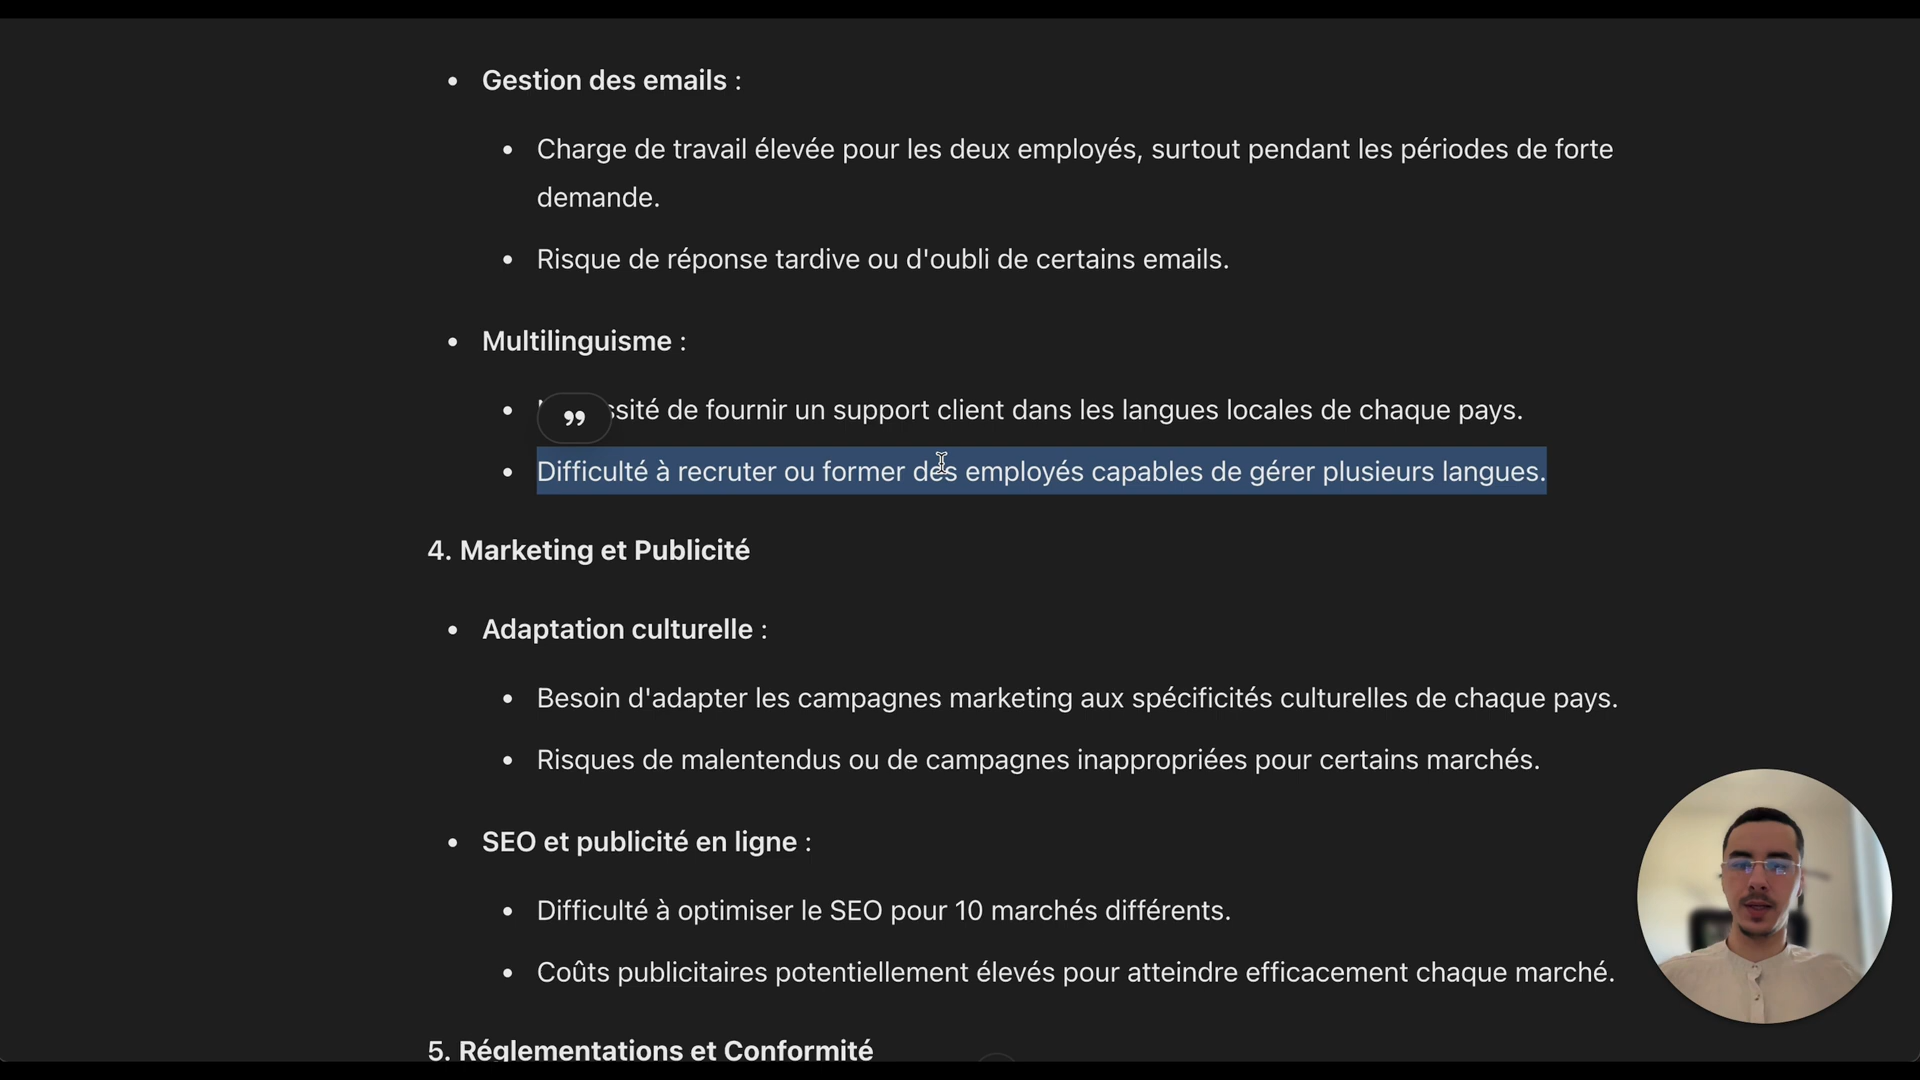 Gestion des emails :
Charge de travail élevée pour les deux employés, surtout pendant les périodes de forte
demande.
Risque de réponse tardive ou d'oubli de certains emails.
Multilinguisme :
de fournir un support client dans les langues locales de chaque pays.
Difficulté à recruter ou former des employés capables de gérer plusieurs langues.
4. Marketing et Publicité
Adaptation culturelle :
Besoin d'adapter les campagnes marketing aux spécificités culturelles de chaque pays.
Risques de malentendus ou de campagnes inappropriées pour certains marchés.
SEO et publicité en ligne :
Difficulté à optimiser le SEO pour 10 marchés différents.
Coûts publicitaires potentiellement élevés pour atteindre efficacement chaque marché.
5. Réglementations et Conformité